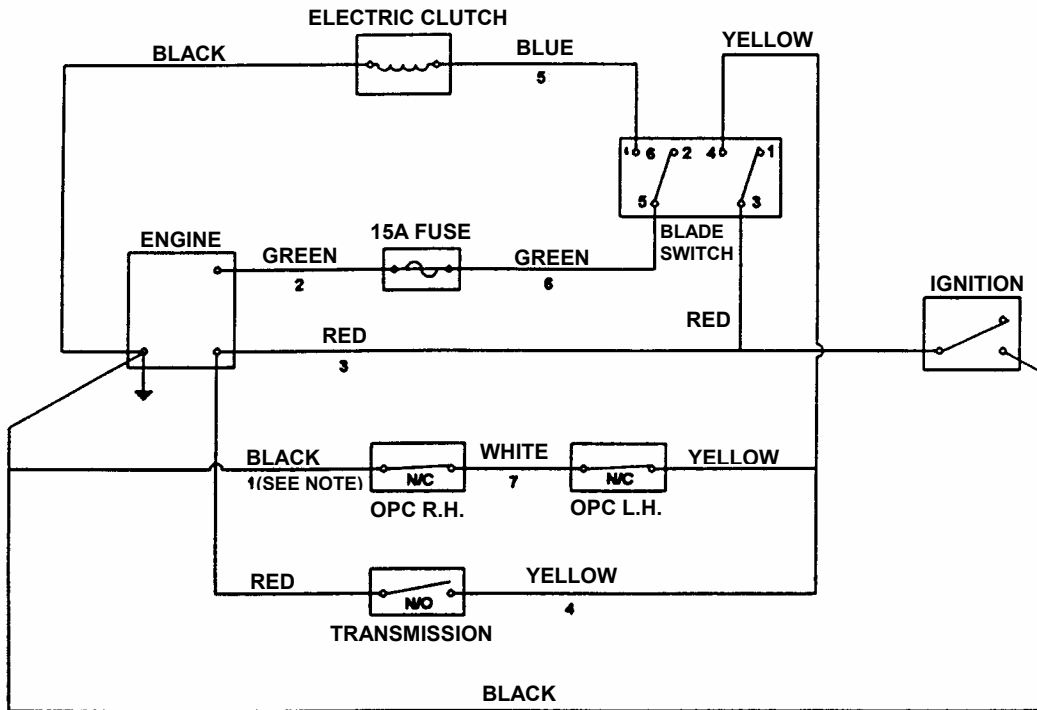 ELECTRIC CLUTCH
BLACK
BLUE
5
YELLOW
6 2 4 1
5 3
BLADE
SWITCH
ENGINE
15A FUSE
GREEN
2
GREEN
6
IGNITION
RED
RED
3
BLACK
1(SEE NOTE)
N/C
OPC R.H.
WHITE
7
N/C
OPC L.H.
YELLOW
RED
N/O
TRANSMISSION
YELLOW
4
BLACK